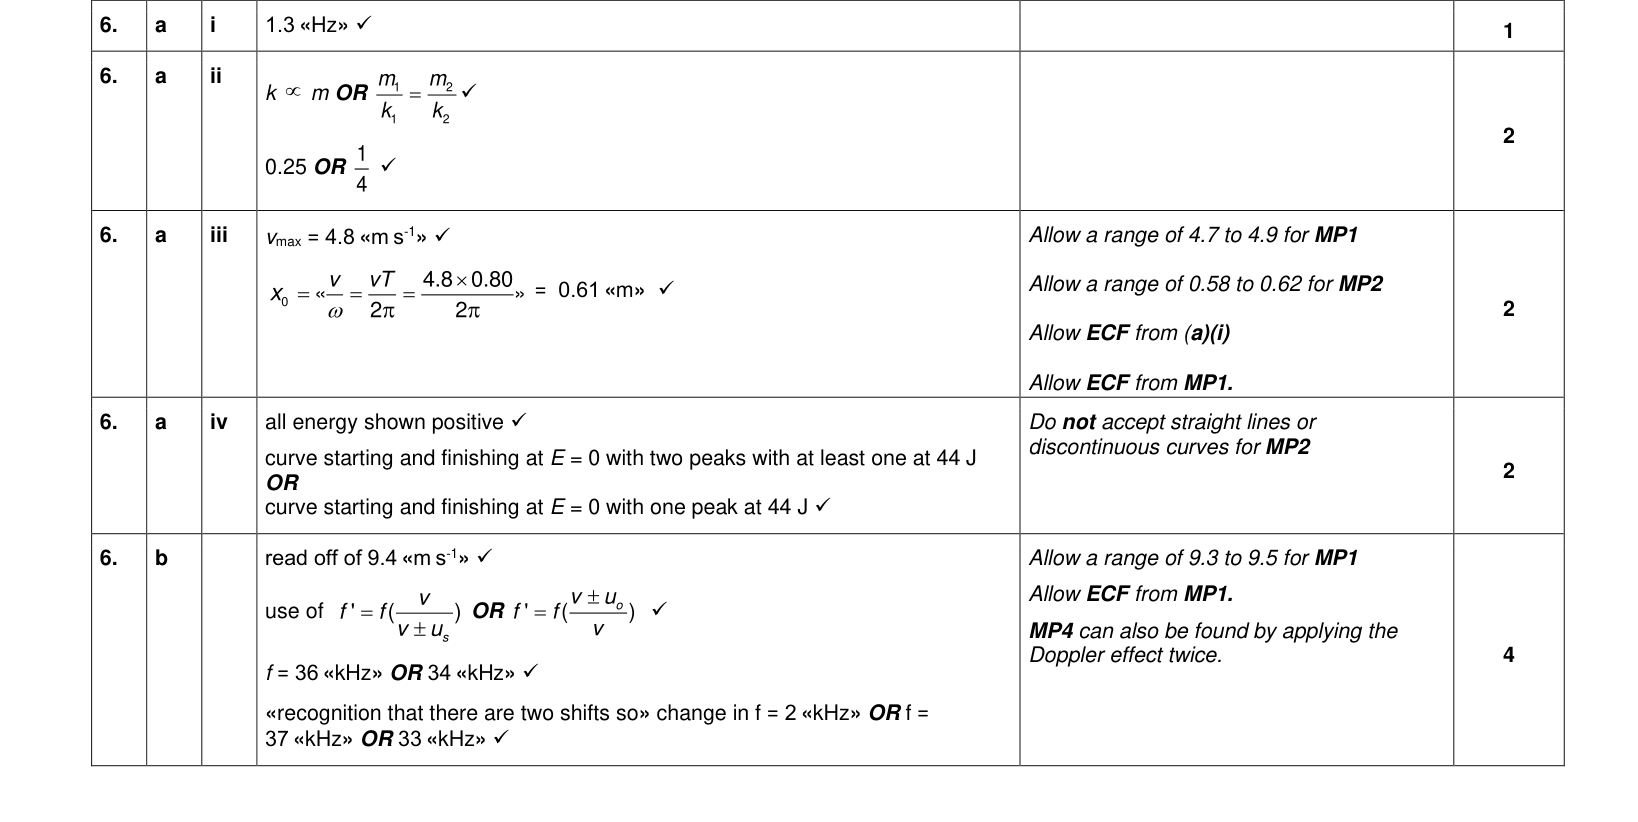 6. a i 1.3 «Hz» ✓ 1
6. a ii k ∝ m OR m₁/k₁ = m₂/k₂ ✓
0.25 OR 1/4 ✓ 2
6. a iii vmax = 4.8 «m s⁻¹» ✓ Allow a range of 4.7 to 4.9 for MP1
x₀ = «v/ω = vT/2π = 4.8×0.80/2π» = 0.61 «m» ✓ Allow a range of 0.58 to 0.62 for MP2
2
Allow ECF from (a)(i)
Allow ECF from MP1.
6. a iv all energy shown positive ✓ Do not accept straight lines or
discontinuous curves for MP2
curve starting and finishing at E = 0 with two peaks with at least one at 44 J
OR
curve starting and finishing at E = 0 with one peak at 44 J ✓
2
6. b read off of 9.4 «m s⁻¹» ✓ Allow a range of 9.3 to 9.5 for MP1
Allow ECF from MP1.
use of f' = f(v/(v ± uₛ)) OR f' = f((v ± uₒ)/v) ✓
MP4 can also be found by applying the
Doppler effect twice.
4
f = 36 «kHz» OR 34 «kHz» ✓
«recognition that there are two shifts so» change in f = 2 «kHz» OR f =
37 «kHz» OR 33 «kHz» ✓